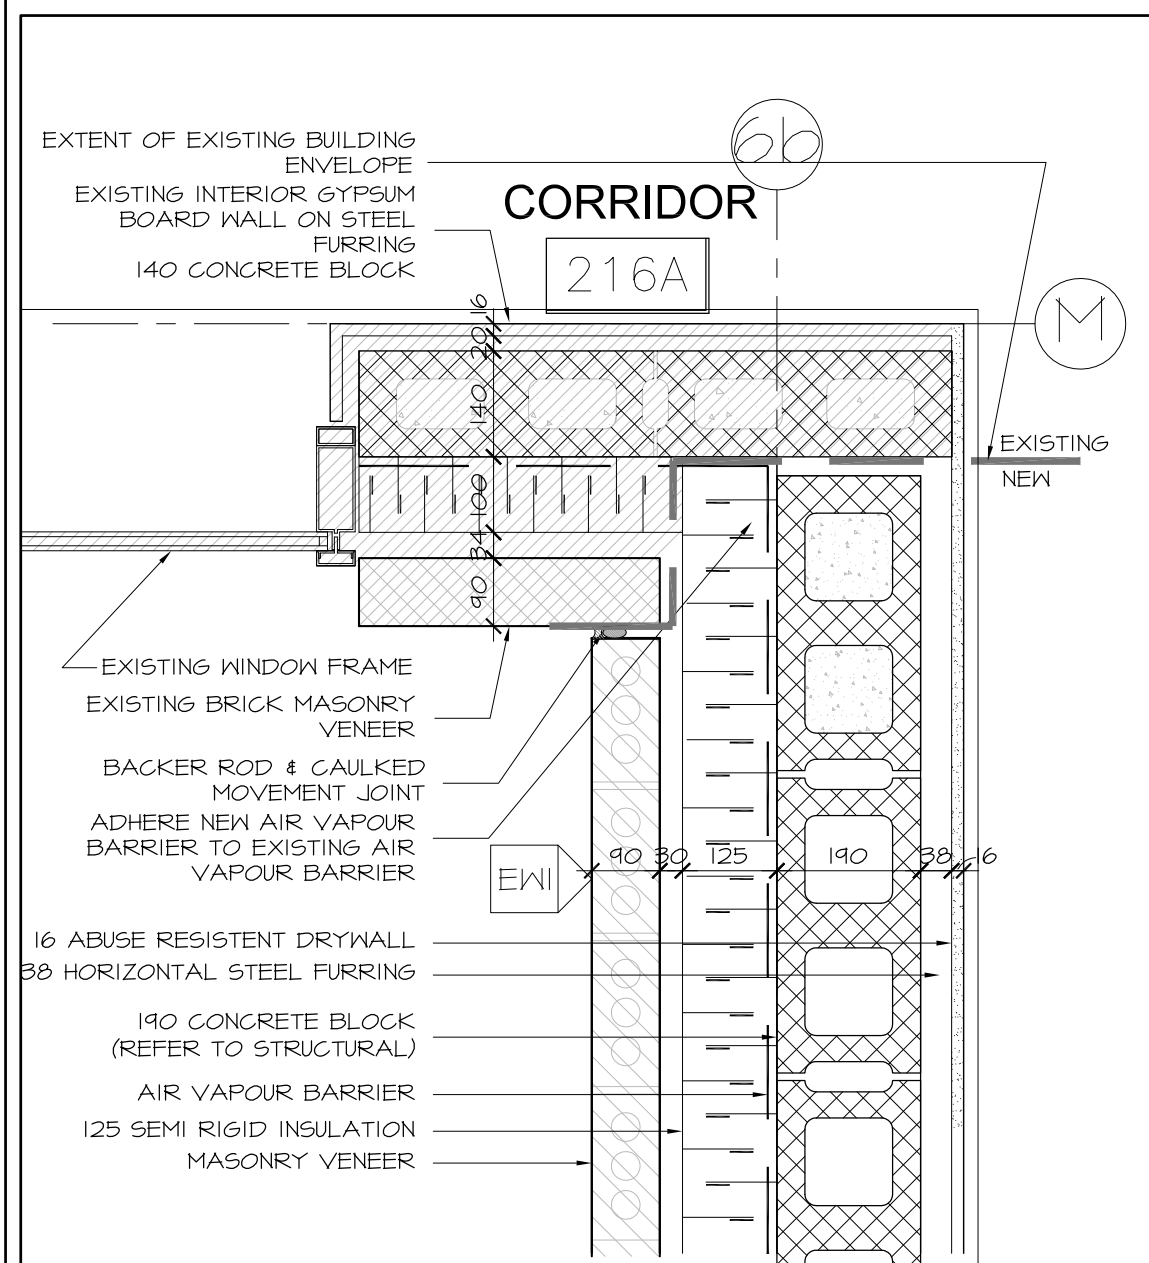 EXTENT OF EXISTING BUILDING
ENVELOPE
EXISTING INTERIOR GYPSUM
BOARD WALL ON STEEL
FURRING
140 CONCRETE BLOCK
6b
CORRIDOR
216A
M
16
20
140
100
34
90
EXISTING
NEW
EXISTING WINDOW FRAME
EXISTING BRICK MASONRY
VENEER
BACKER ROD & CAULKED
MOVEMENT JOINT
ADHERE NEW AIR VAPOUR
BARRIER TO EXISTING AIR
VAPOUR BARRIER
EW1
90 30 125 190 38 16
16 ABUSE RESISTENT DRYWALL
38 HORIZONTAL STEEL FURRING
190 CONCRETE BLOCK
(REFER TO STRUCTURAL)
AIR VAPOUR BARRIER
125 SEMI RIGID INSULATION
MASONRY VENEER